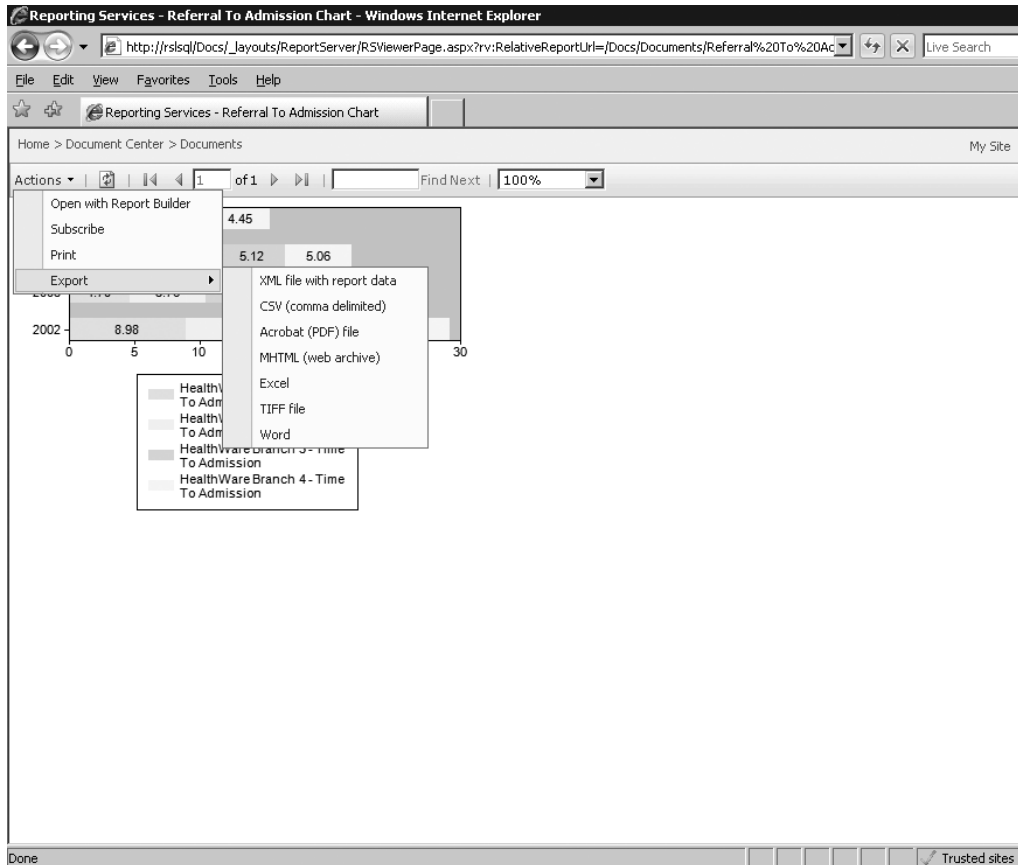 Reporting Services - Referral To Admission Chart - Windows Internet Explorer
http://rslsql/Docs/_layouts/ReportServer/RSViewerPage.aspx?rv:RelativeReportUrl=/Docs/Documents/Referral%20To%20Ac
Live Search
File Edit View Favorites Tools Help
Reporting Services - Referral To Admission Chart
Home > Document Center > Documents
My Site
Actions 1 of 1 Find Next | 100%
Open with Report Builder
Subscribe
Print
Export
4.45
5.12 5.06
XML file with report data
CSV (comma delimited)
Acrobat (PDF) file
MHTML (web archive)
Excel
TIFF file
Word
2002 8.98
0 5 10 30
To Adm
To Adm
HealthWare Branch 3 - Time
To Admission
HealthWare Branch 4 - Time
To Admission
Done
Trusted sites